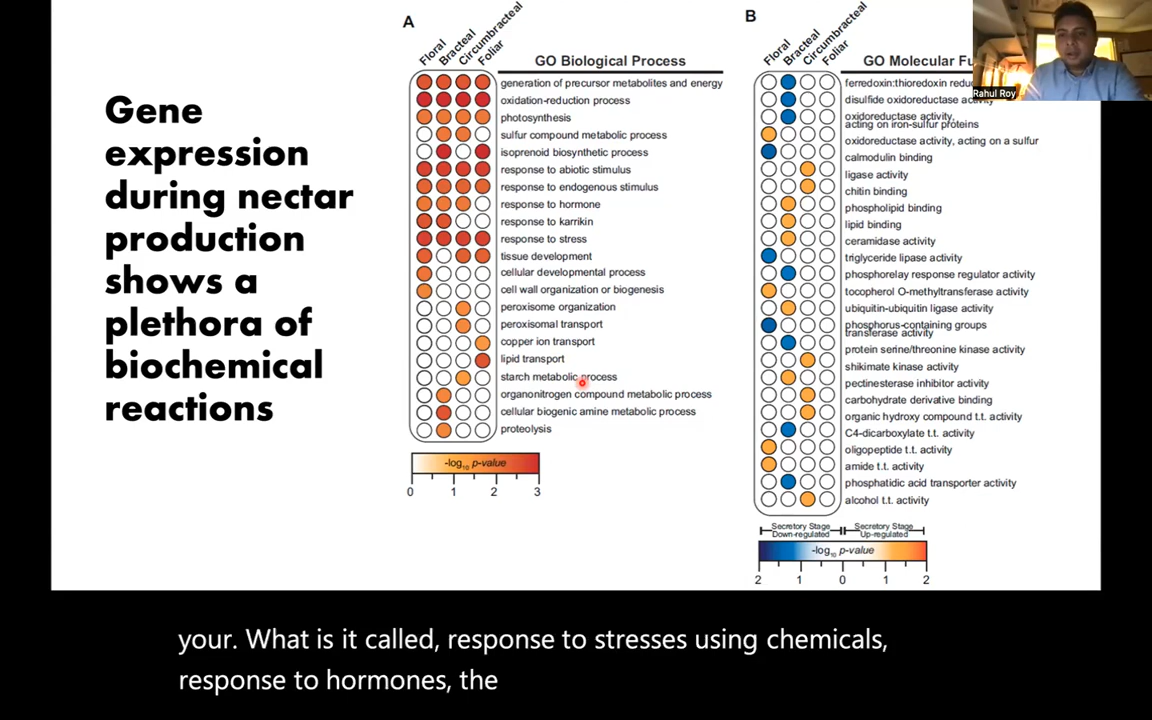 Gene
expression
during nectar
production
shows a
plethora of
biochemical
reactions
A
Floral
Bracteal
Circumbracteal
Foliar
GO Biological Process
generation of precursor metabolites and energy
oxidation-reduction process
photosynthesis
sulfur compound metabolic process
isoprenoid biosynthetic process
response to abiotic stimulus
response to endogenous stimulus
response to hormone
response to karrikin
response to stress
tissue development
cellular developmental process
cell wall organization or biogenesis
peroxisome organization
peroxisomal transport
copper ion transport
lipid transport
starch metabolic process
organonitrogen compound metabolic process
cellular biogenic amine metabolic process
proteolysis
-log10 p-value
0 1 2 3
B
Floral
Bracteal
Circumbracteal
Foliar
GO Molecular Fu
ferredoxin:thioredoxin reduc
disulfide oxidoreductase activity
oxidoreductase activity,
acting on iron-sulfur proteins
oxidoreductase activity, acting on a sulfur
calmodulin binding
ligase activity
chitin binding
phospholipid binding
lipid binding
ceramidase activity
triglyceride lipase activity
phosphorelay response regulator activity
tocopherol O-methyltransferase activity
ubiquitin-ubiquitin ligase activity
phosphorus-containing groups
transferase activity
protein serine/threonine kinase activity
shikimate kinase activity
pectinesterase inhibitor activity
carbohydrate derivative binding
organic hydroxy compound t.t. activity
C4-dicarboxylate t.t. activity
oligopeptide t.t. activity
amide t.t. activity
phosphatidic acid transporter activity
alcohol t.t. activity
Secretory Stage
Down-regulated
Secretory Stage
Up-regulated
-log10 p-value
2 1 0 1 2
Rahul Roy
your. What is it called, response to stresses using chemicals,
response to hormones, the